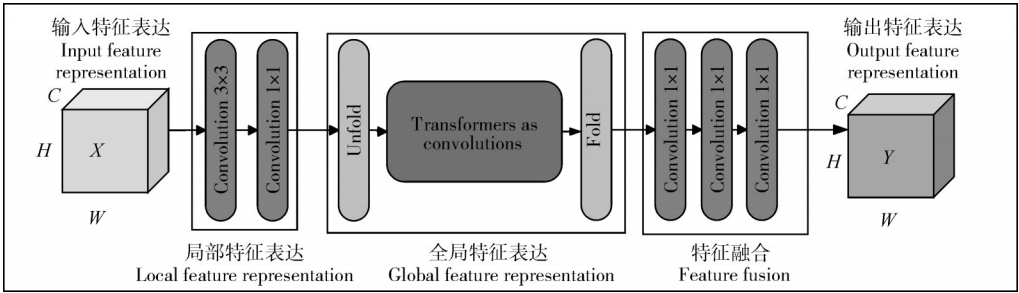 输入特征表达
Input feature
representation
C
H
X
W
Convolution 3×3
Convolution 1×1
局部特征表达
Local feature representation
Unfold
Transformers as
convolutions
Fold
全局特征表达
Global feature representation
Convolution 1×1
Convolution 1×1
Convolution 1×1
特征融合
Feature fusion
输出特征表达
Output feature
representation
C
H
Y
W